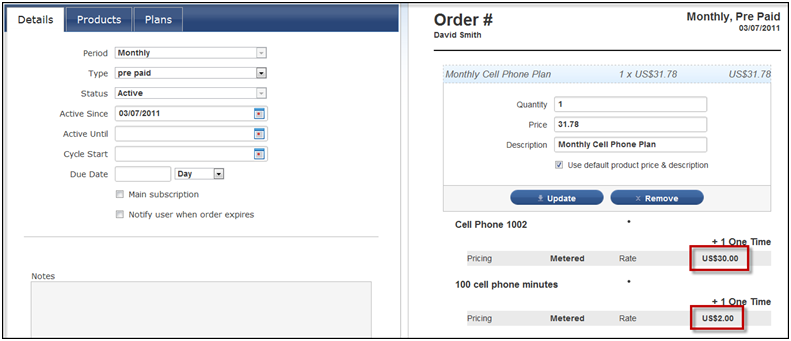 Details Products Plans
Period Monthly
Type pre paid
Status Active
Active Since 03/07/2011
Active Until
Cycle Start
Due Date Day
Main subscription
Notify user when order expires
Notes
Order # Monthly, Pre Paid
David Smith 03/07/2011
Monthly Cell Phone Plan 1 x US$31.78 US$31.78
Quantity 1
Price 31.78
Description Monthly Cell Phone Plan
Use default product price & description
Update Remove
Cell Phone 1002 *
+ 1 One Time
Pricing Metered Rate US$30.00
100 cell phone minutes *
+ 1 One Time
Pricing Metered Rate US$2.00